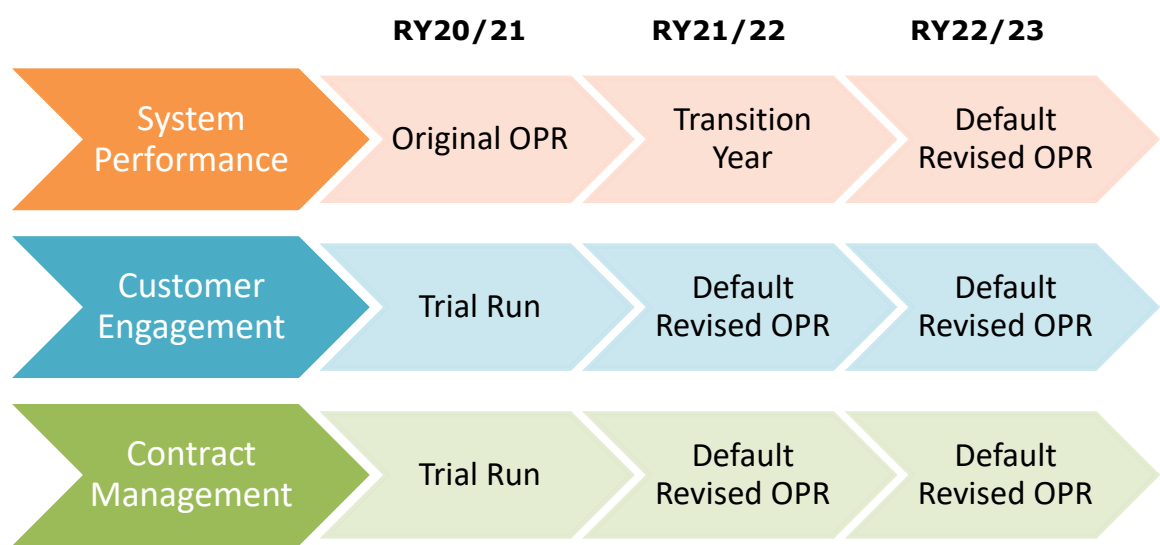 RY20/21 RY21/22 RY22/23
System
Performance
Original OPR
Transition
Year
Default
Revised OPR
Customer
Engagement
Trial Run
Default
Revised OPR
Default
Revised OPR
Contract
Management
Trial Run
Default
Revised OPR
Default
Revised OPR